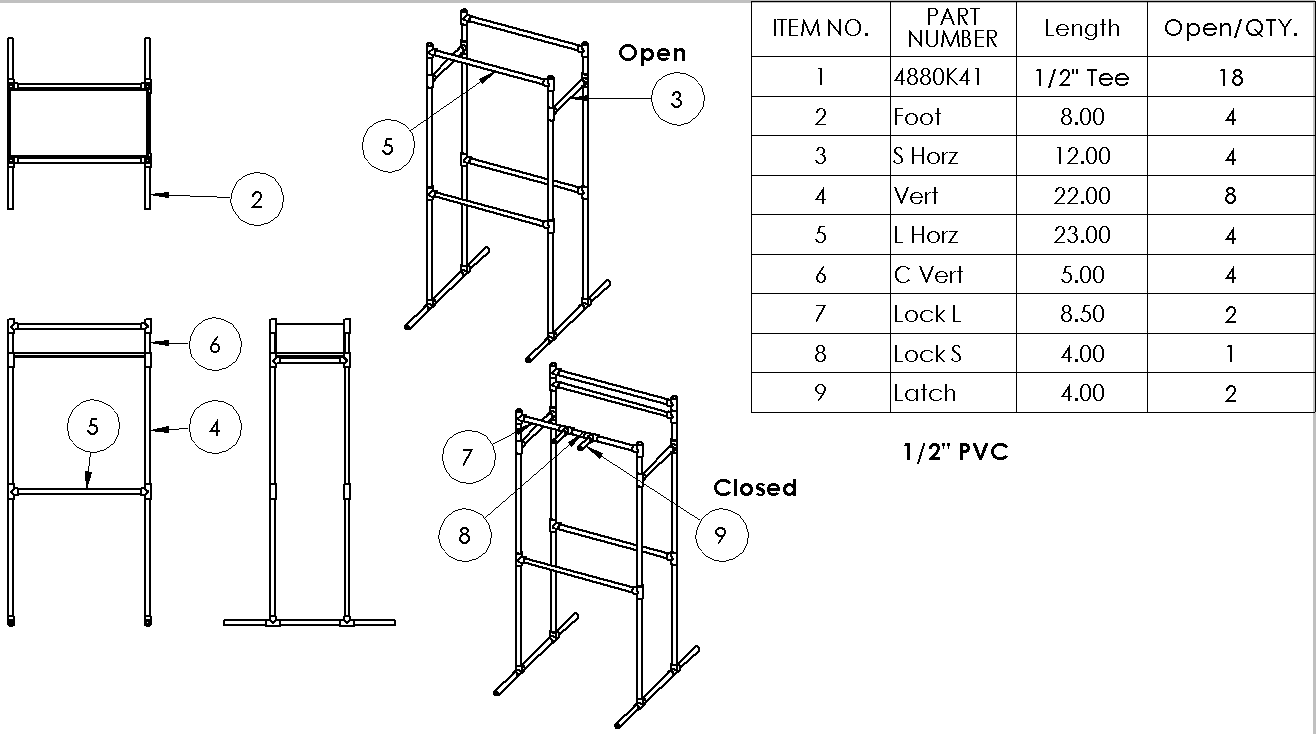 ITEM NO. PART NUMBER Length Open/QTY.
1 4880K41 1/2" Tee 18
2 Foot 8.00 4
3 S Horz 12.00 4
4 Vert 22.00 8
5 L Horz 23.00 4
6 C Vert 5.00 4
7 Lock L 8.50 2
8 Lock S 4.00 1
9 Latch 4.00 2
1/2" PVC
Open
3
5
2
6
5
4
7
8
9
Closed